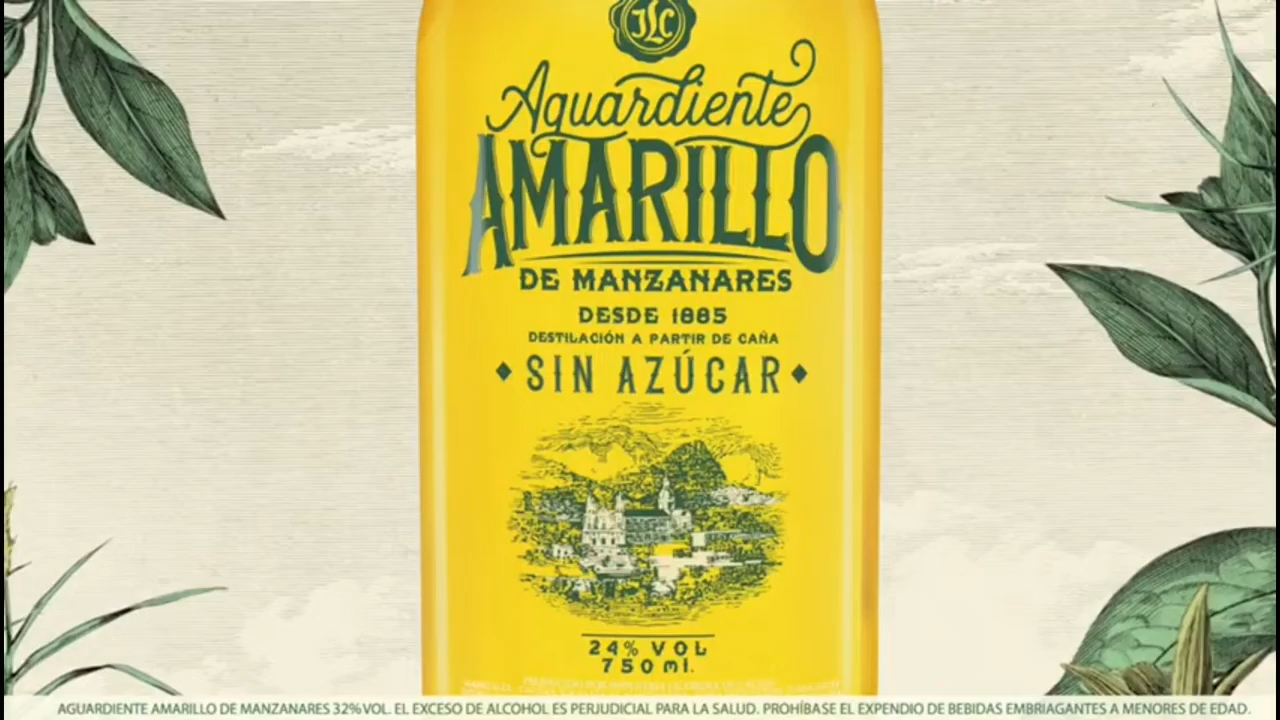 JLC
Aguardiente
AMARILLO
DE MANZANARES
DESDE 1885
DESTILACIÓN A PARTIR DE CAÑA
SIN AZÚCAR
24% VOL
750 ml.
AGUARDIENTE AMARILLO DE MANZANARES 32%VOL. EL EXCESO DE ALCOHOL ES PERJUDICIAL PARA LA SALUD. PROHÍBASE EL EXPENDIO DE BEBIDAS EMBRIAGANTES A MENORES DE EDAD.